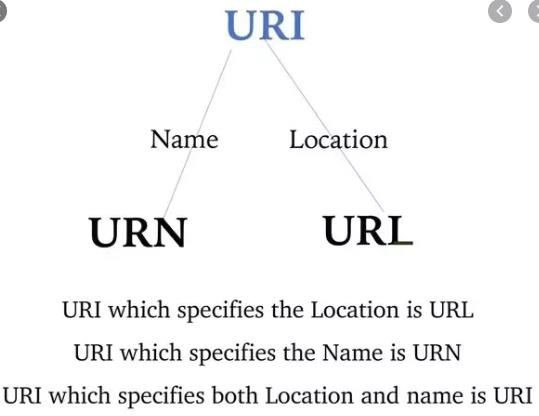 URI
Name Location
URN URL
URI which specifies the Location is URL
URI which specifies the Name is URN
URI which specifies both Location and name is URI